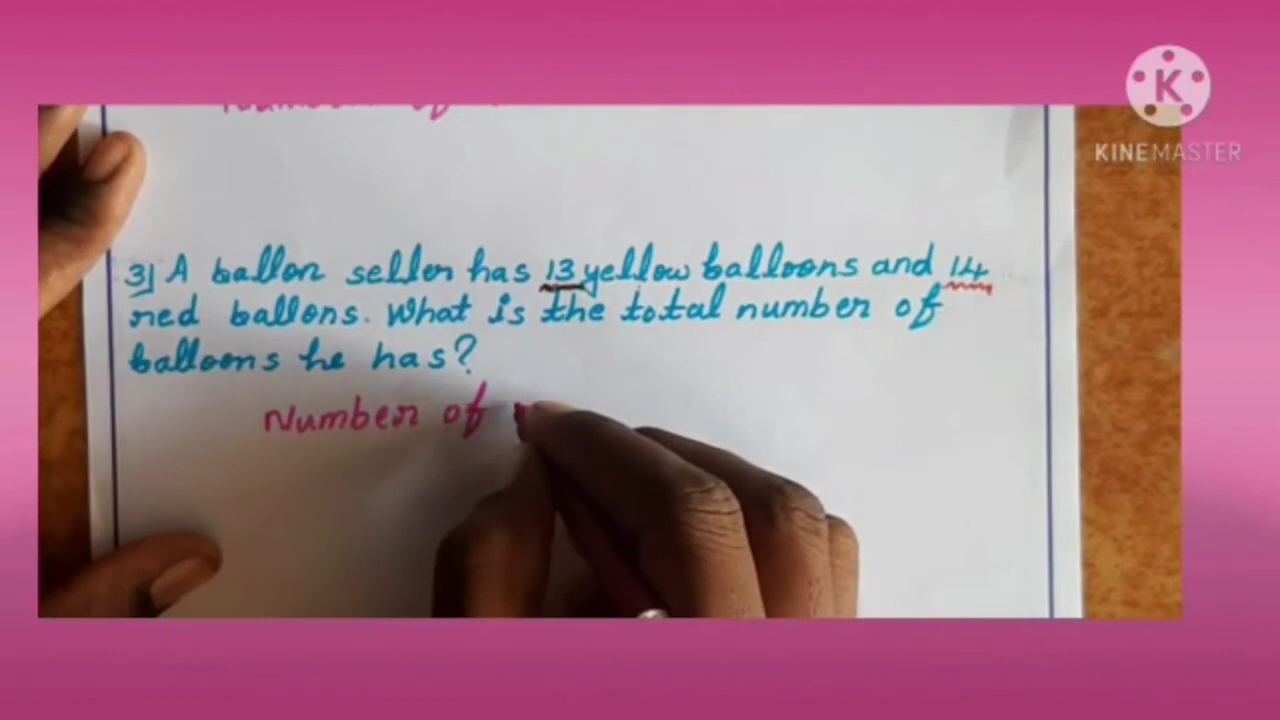 K
KINEMASTER
3) A ballon seller has 13 yellow balloons and 14
red ballons. What is the total number of
balloons he has?
Number of